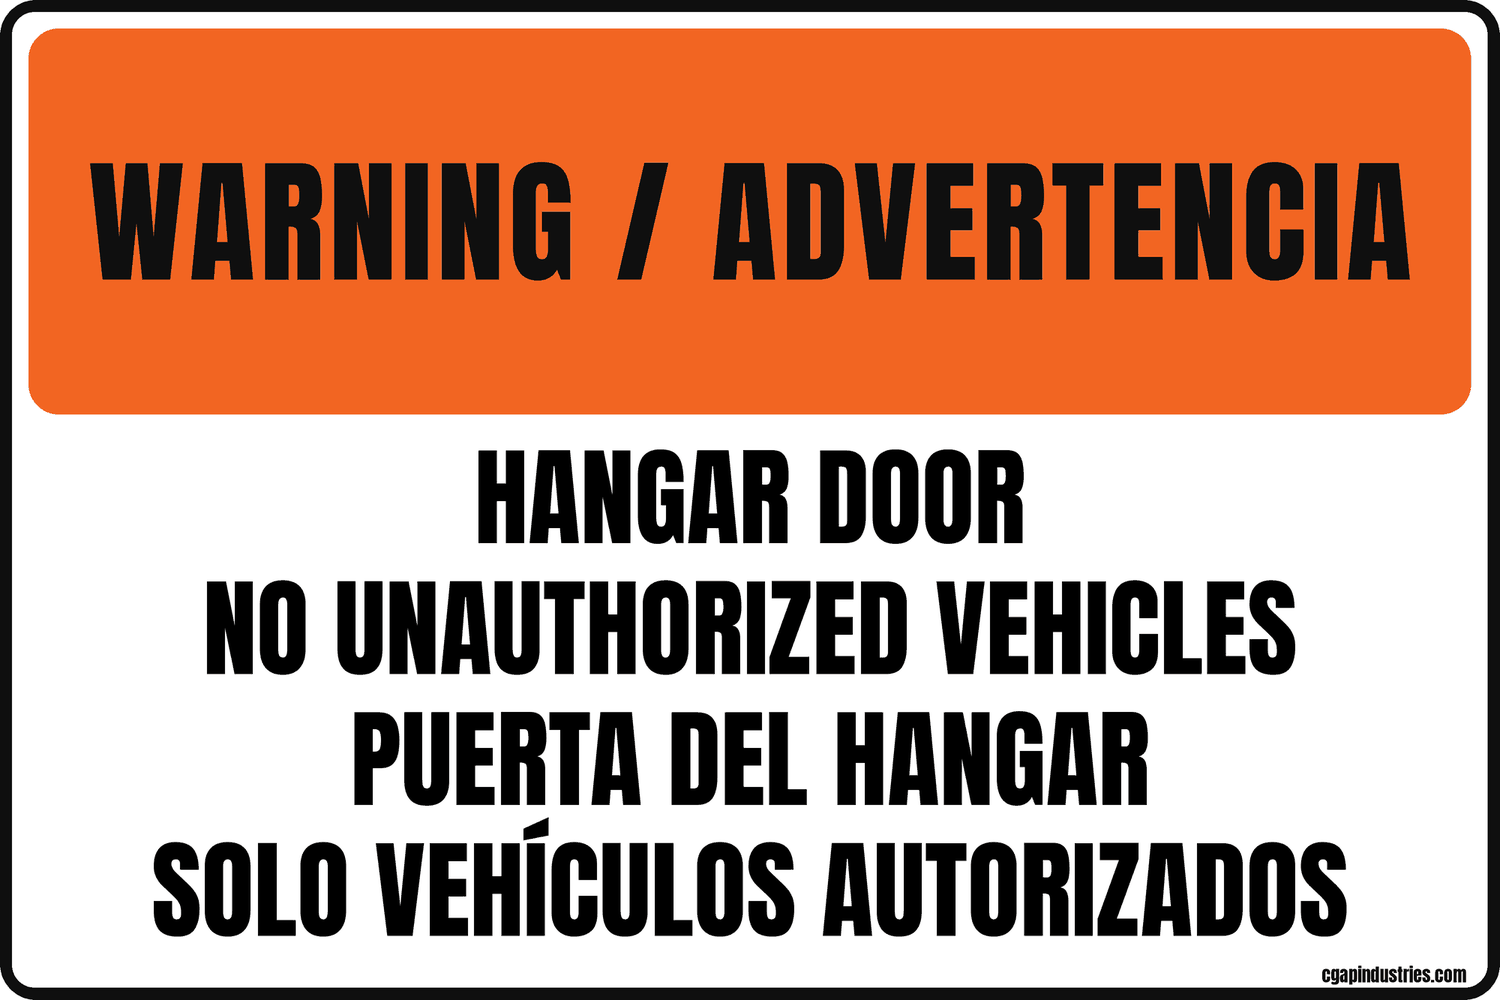 WARNING / ADVERTENCIA
HANGAR DOOR
NO UNAUTHORIZED VEHICLES
PUERTA DEL HANGAR
SOLO VEHÍCULOS AUTORIZADOS
cgapindustries.com